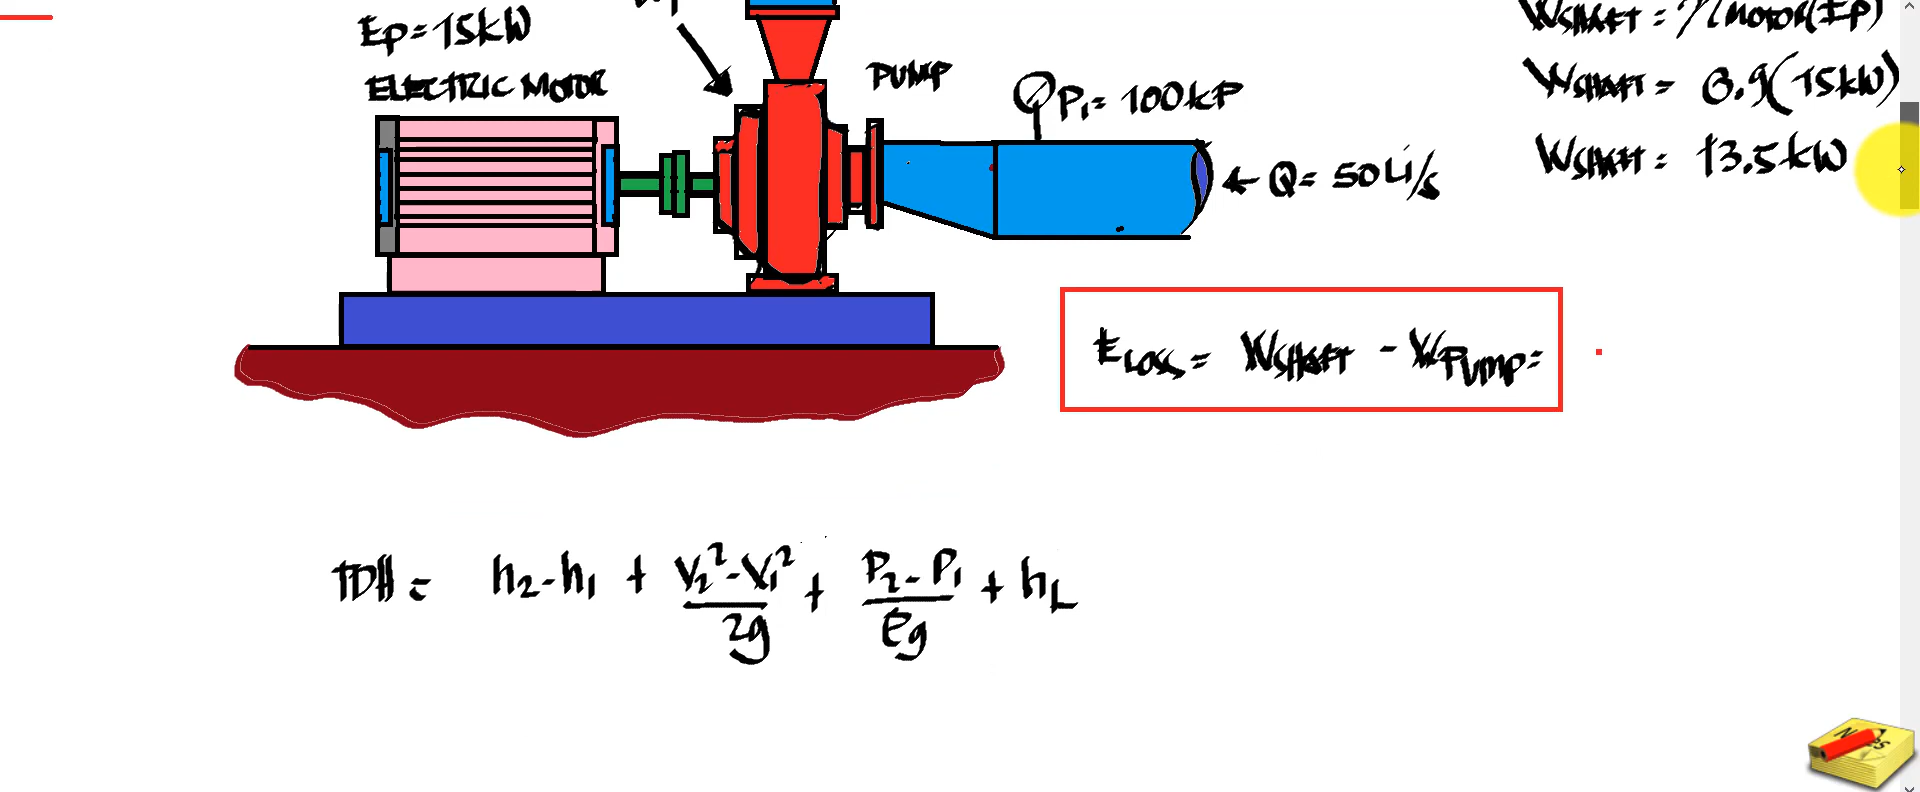 Ep=15kW
ELECTRIC MOTOR
PUMP
P1= 100kP
Q= 50Li/s
WSHAFT = ηMOTOR(Ep)
WSHAFT = 0.9(15kW)
WSHAFT = 13.5kW
ELOSS = WSHAFT - WPUMP=
TDH = h2-h1 + V2²-V1²/2g + P2-P1/ρg + hL